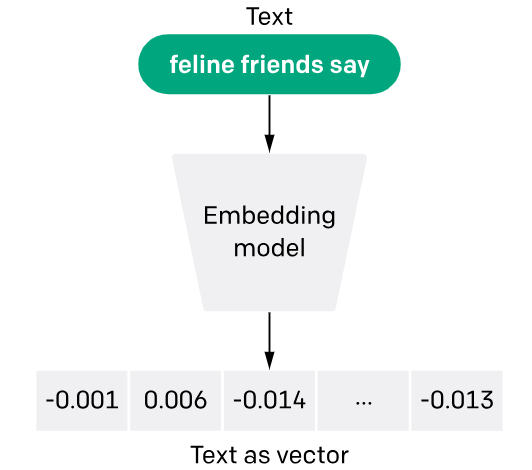 Text
feline friends say
Embedding
model
-0.001 0.006 -0.014 ... -0.013
Text as vector